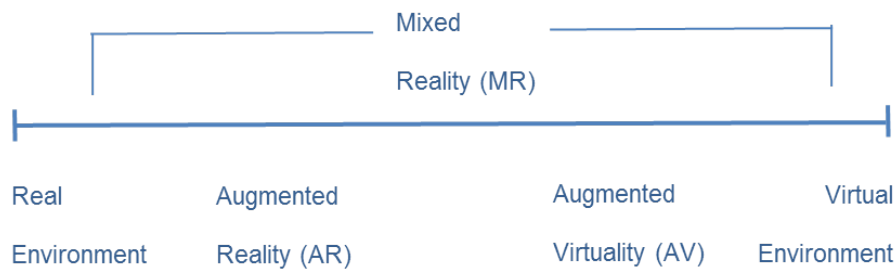 Mixed
Reality (MR)
Real
Environment
Augmented
Reality (AR)
Augmented
Virtuality (AV)
Virtual
Environment